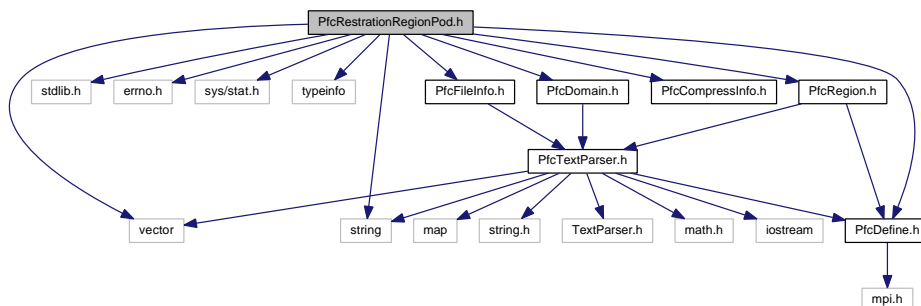 PfcRestrationRegionPod.h
stdlib.h
errno.h
sys/stat.h
typeinfo
PfcFileInfo.h
PfcDomain.h
PfcCompressInfo.h
PfcRegion.h
PfcTextParser.h
vector
string
map
string.h
TextParser.h
math.h
iostream
PfcDefine.h
mpi.h